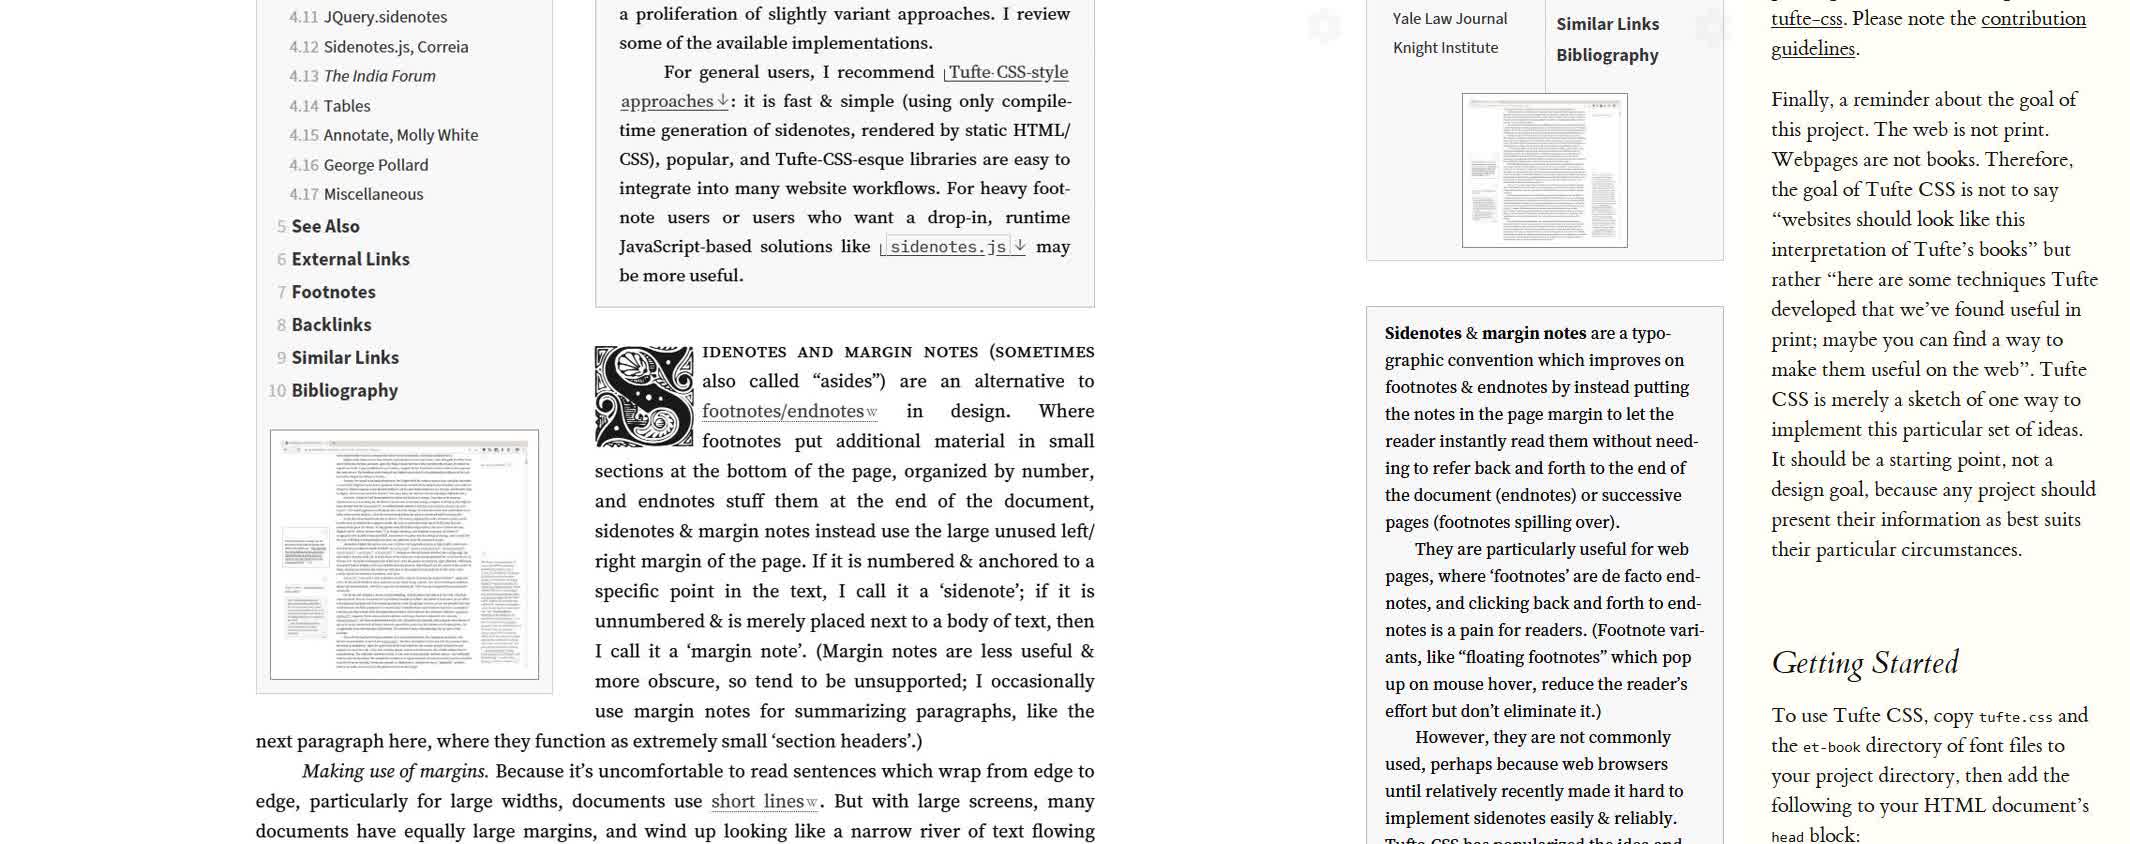 4.11 JQuery.sidenotes
4.12 Sidenotes.js, Correia
4.13 The India Forum
4.14 Tables
4.15 Annotate, Molly White
4.16 George Pollard
4.17 Miscellaneous
5 See Also
6 External Links
7 Footnotes
8 Backlinks
9 Similar Links
10 Bibliography
a proliferation of slightly variant approaches. I review
some of the available implementations.
For general users, I recommend Tufte-CSS-style
approaches↓: it is fast & simple (using only compile-
time generation of sidenotes, rendered by static HTML/
CSS), popular, and Tufte-CSS-esque libraries are easy to
integrate into many website workflows. For heavy foot-
note users or users who want a drop-in, runtime
JavaScript-based solutions like sidenotes.js↓ may
be more useful.
SIDENOTES AND MARGIN NOTES (SOMETIMES
also called “asides”) are an alternative to
footnotes/endnotesW in design. Where
footnotes put additional material in small
sections at the bottom of the page, organized by number,
and endnotes stuff them at the end of the document,
sidenotes & margin notes instead use the large unused left/
right margin of the page. If it is numbered & anchored to a
specific point in the text, I call it a ‘sidenote’; if it is
unnumbered & is merely placed next to a body of text, then
I call it a ‘margin note’. (Margin notes are less useful &
more obscure, so tend to be unsupported; I occasionally
use margin notes for summarizing paragraphs, like the
next paragraph here, where they function as extremely small ‘section headers’.)
Making use of margins. Because it’s uncomfortable to read sentences which wrap from edge to
edge, particularly for large widths, documents use short linesW. But with large screens, many
documents have equally large margins, and wind up looking like a narrow river of text flowing
Yale Law Journal
Knight Institute
Similar Links
Bibliography
Sidenotes & margin notes are a typo-
graphic convention which improves on
footnotes & endnotes by instead putting
the notes in the page margin to let the
reader instantly read them without need-
ing to refer back and forth to the end of
the document (endnotes) or successive
pages (footnotes spilling over).
They are particularly useful for web
pages, where ‘footnotes’ are de facto end-
notes, and clicking back and forth to end-
notes is a pain for readers. (Footnote vari-
ants, like “floating footnotes” which pop
up on mouse hover, reduce the reader’s
effort but don’t eliminate it.)
However, they are not commonly
used, perhaps because web browsers
until relatively recently made it hard to
implement sidenotes easily & reliably.
Tufte-CSS has popularized the idea and
tufte-css. Please note the contribution
guidelines.
Finally, a reminder about the goal of
this project. The web is not print.
Webpages are not books. Therefore,
the goal of Tufte CSS is not to say
“websites should look like this
interpretation of Tufte’s books” but
rather “here are some techniques Tufte
developed that we’ve found useful in
print; maybe you can find a way to
make them useful on the web”. Tufte
CSS is merely a sketch of one way to
implement this particular set of ideas.
It should be a starting point, not a
design goal, because any project should
present their information as best suits
their particular circumstances.
Getting Started
To use Tufte CSS, copy tufte.css and
the et-book directory of font files to
your project directory, then add the
following to your HTML document’s
head block: